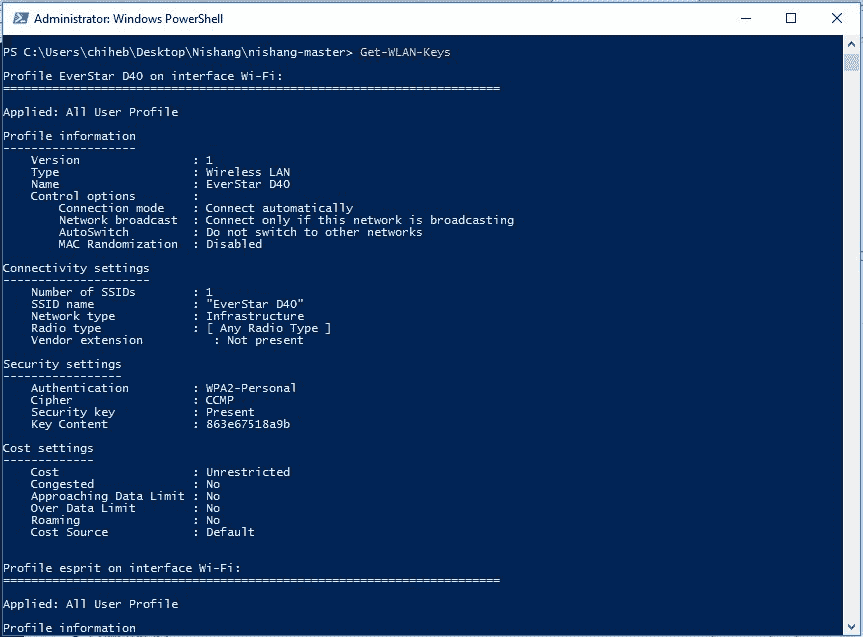 Administrator: Windows PowerShell
PS C:\Users\chiheb\Desktop\Nishang\nishang-master> Get-WLAN-Keys
Profile EverStar D40 on interface Wi-Fi:
=======================================================================
Applied: All User Profile
Profile information
-------------------
    Version                : 1
    Type                   : Wireless LAN
    Name                   : EverStar D40
    Control options        :
        Connection mode    : Connect automatically
        Network broadcast  : Connect only if this network is broadcasting
        AutoSwitch         : Do not switch to other networks
        MAC Randomization  : Disabled
Connectivity settings
---------------------
    Number of SSIDs        : 1
    SSID name              : "EverStar D40"
    Network type           : Infrastructure
    Radio type             : [ Any Radio Type ]
    Vendor extension          : Not present
Security settings
-----------------
    Authentication         : WPA2-Personal
    Cipher                 : CCMP
    Security key           : Present
    Key Content            : 863e67518a9b
Cost settings
-------------
    Cost                   : Unrestricted
    Congested              : No
    Approaching Data Limit : No
    Over Data Limit        : No
    Roaming                : No
    Cost Source            : Default
Profile esprit on interface Wi-Fi:
=======================================================================
Applied: All User Profile
Profile information